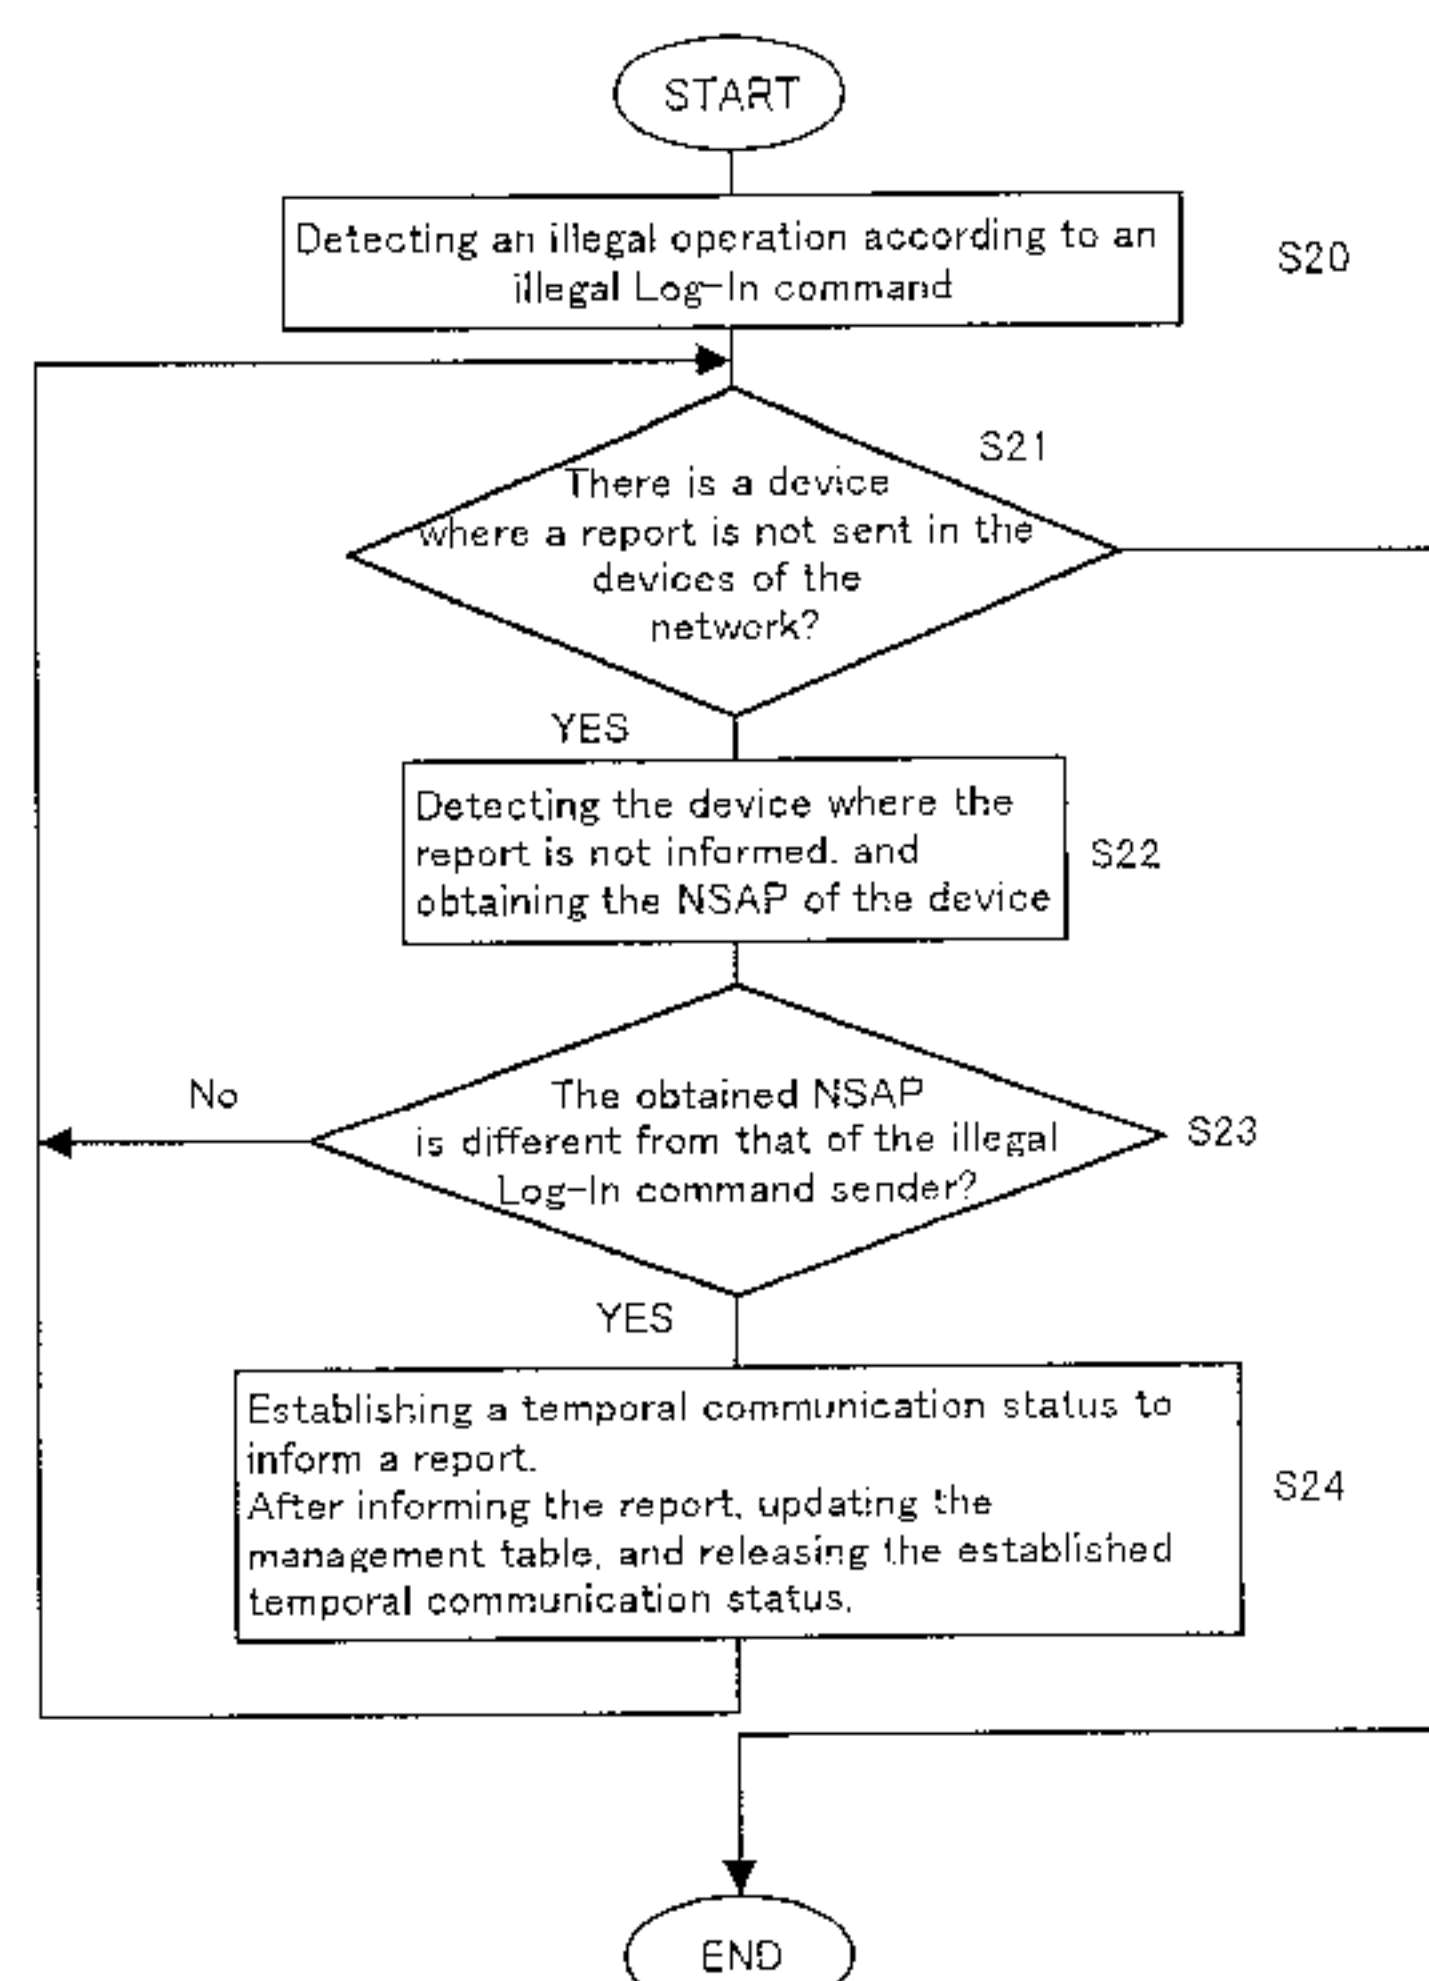 START
Detecting an illegal operation according to an
illegal Log-In command
S20
S21
There is a device
where a report is not sent in the
devices of the
network?
YES
Detecting the device where the
report is not informed. and
obtaining the NSAP of the device
S22
No
The obtained NSAP
is different from that of the illegal
Log-In command sender?
S23
YES
Establishing a temporal communication status to
inform a report.
After informing the report, updating the
management table, and releasing the established
temporal communication status.
S24
END